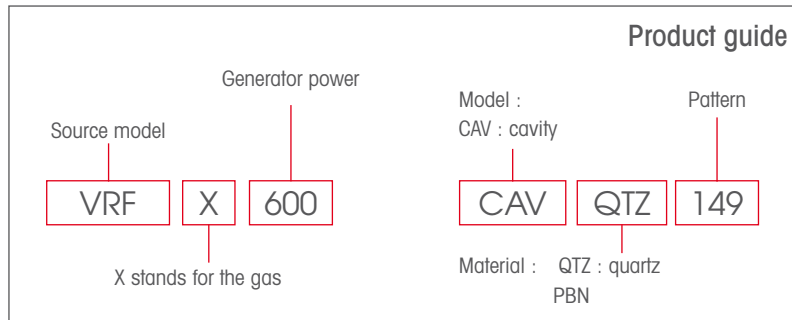 Product guide
Generator power
Source model
VRF X 600
X stands for the gas
Model :
CAV : cavity
Pattern
CAV QTZ 149
Material : QTZ : quartz
PBN